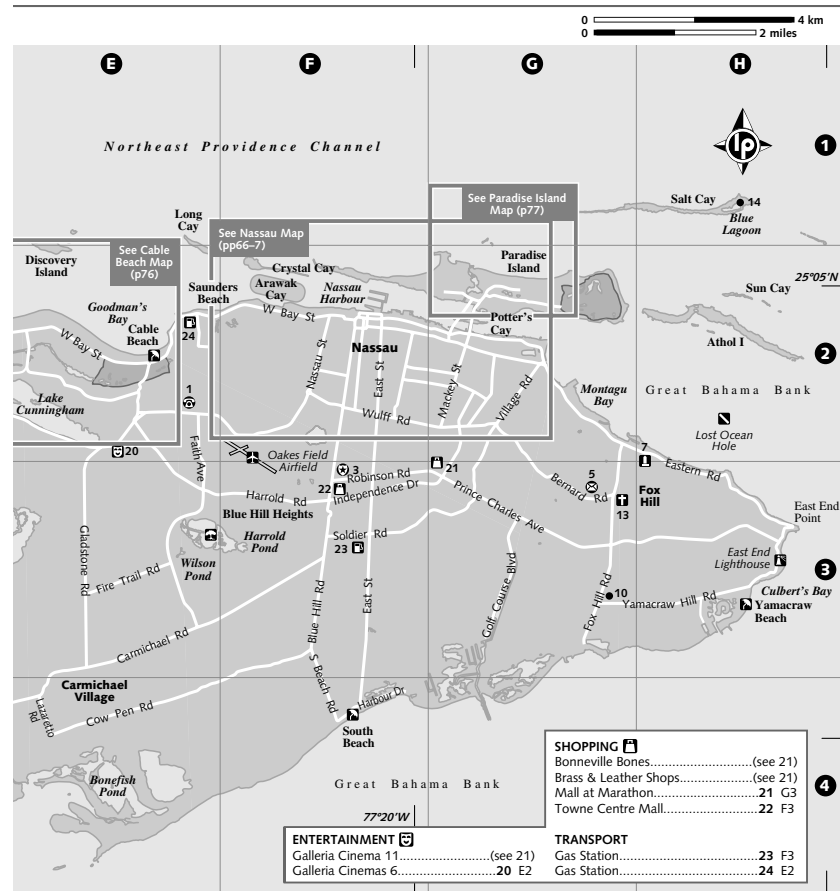 0 4 km
0 2 miles
E F G H
Northeast Providence Channel
1
lp
See Paradise Island
Map (p77)
Salt Cay
14
Blue
Lagoon
Long
Cay
See Nassau Map
(pp66–7)
See Cable
Beach Map
(p76)
Discovery
Island
Paradise
Island
Crystal Cay
25°05'N
Saunders
Beach
Arawak
Cay
Nassau
Harbour
Sun Cay
Goodman's
Bay
W Bay St
Potter's
Cay
Cable
Beach
W Bay St
24
Nassau
Athol I
2
Nassau St
East St
Mackey St
Village Rd
Montagu
Bay
Great Bahama Bank
1
Lake
Cunningham
Wulff Rd
Lost Ocean
Hole
20
Faith Ave
Oakes Field
Airfield
3
21
7
Eastern Rd
Robinson Rd
5
Bernard Rd
Fox
Hill
22
Harrold Rd
Independence Dr
Prince Charles Ave
13
East End
Point
Blue Hill Heights
Soldier Rd
Gladstone Rd
Harrold
Pond
23
East End
Lighthouse
Wilson
Pond
Fire Trail Rd
Golf Course Blvd
3
Culbert's Bay
10
Yamacraw Hill Rd
Yamacraw
Beach
Blue Hill Rd
East St
Fox Hill Rd
Carmichael Rd
S Beach Rd
Carmichael
Village
Harbour Dr
Lazaretto
Rd
Cow Pen Rd
South
Beach
Bonefish
Pond
Great Bahama Bank
4
77°20'W
SHOPPING
Bonneville Bones...(see 21)
Brass & Leather Shops...(see 21)
Mall at Marathon...21 G3
Towne Centre Mall...22 F3
ENTERTAINMENT
Galleria Cinema 11...(see 21)
Galleria Cinemas 6...20 E2
TRANSPORT
Gas Station...23 F3
Gas Station...24 E2